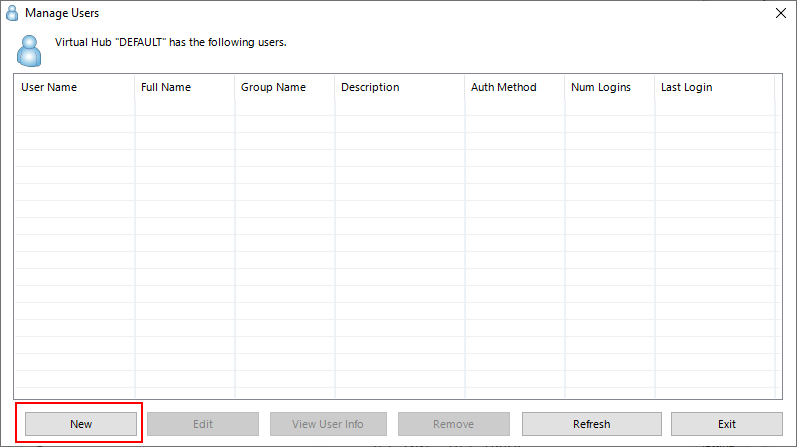 Manage Users
Virtual Hub "DEFAULT" has the following users.
User Name Full Name Group Name Description Auth Method Num Logins Last Login
New Edit View User Info Remove Refresh Exit